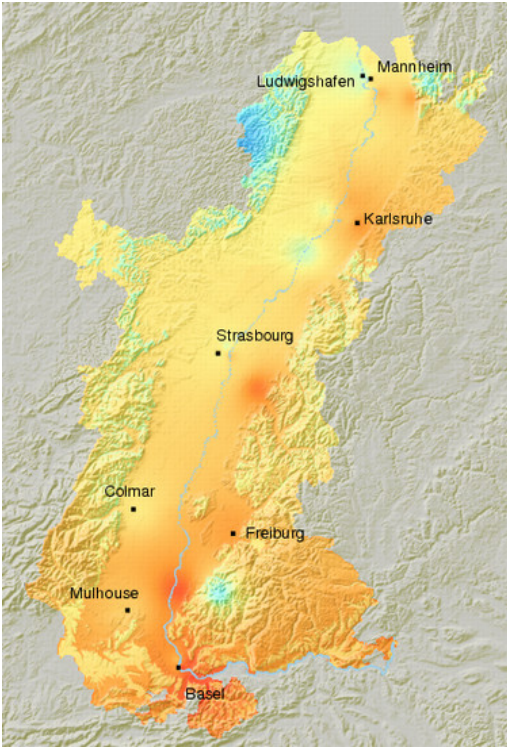 Mannheim
Ludwigshafen
Karlsruhe
Strasbourg
Colmar
Freiburg
Mulhouse
Basel